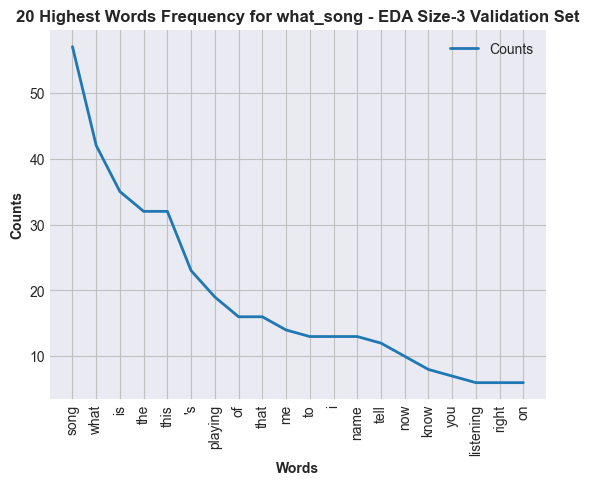 20 Highest Words Frequency for what_song - EDA Size-3 Validation Set
Counts
Counts
50
40
30
20
10
song
what
is
the
this
's
playing
of
that
me
to
i
name
tell
now
know
you
listening
right
on
Words